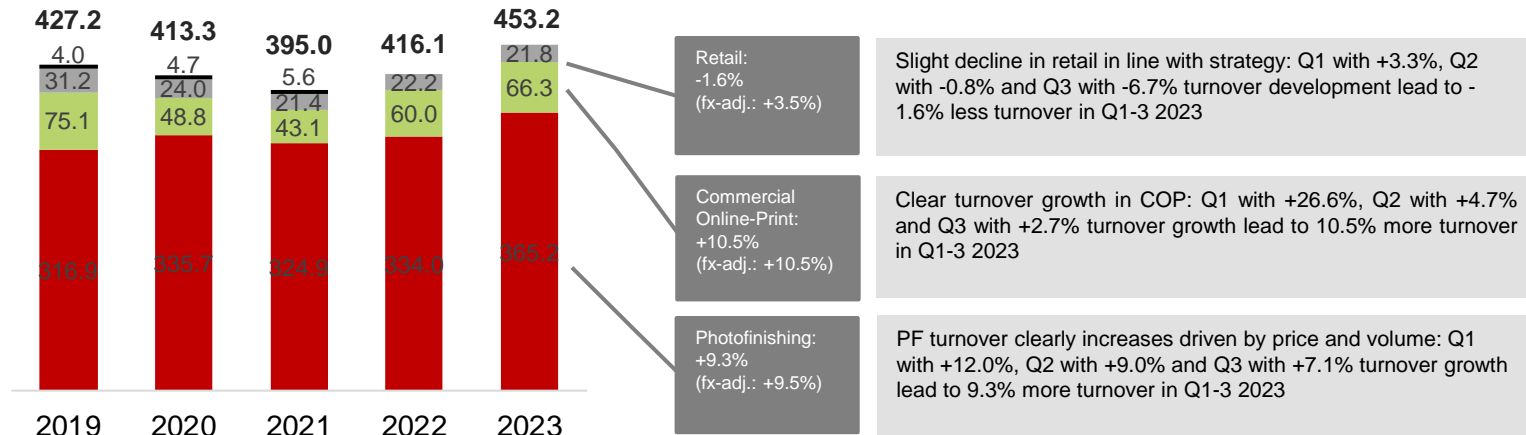 427.2
413.3
395.0
416.1
453.2
4.0
4.7
5.6
31.2
24.0
21.4
22.2
21.8
75.1
48.8
43.1
60.0
66.3
316.9
335.7
324.9
334.0
365.2
2019
2020
2021
2022
2023
Retail:
-1.6%
(fx-adj.: +3.5%)
Slight decline in retail in line with strategy: Q1 with +3.3%, Q2
with -0.8% and Q3 with -6.7% turnover development lead to -
1.6% less turnover in Q1-3 2023
Commercial
Online-Print:
+10.5%
(fx-adj.: +10.5%)
Clear turnover growth in COP: Q1 with +26.6%, Q2 with +4.7%
and Q3 with +2.7% turnover growth lead to 10.5% more turnover
in Q1-3 2023
Photofinishing:
+9.3%
(fx-adj.: +9.5%)
PF turnover clearly increases driven by price and volume: Q1
with +12.0%, Q2 with +9.0% and Q3 with +7.1% turnover growth
lead to 9.3% more turnover in Q1-3 2023